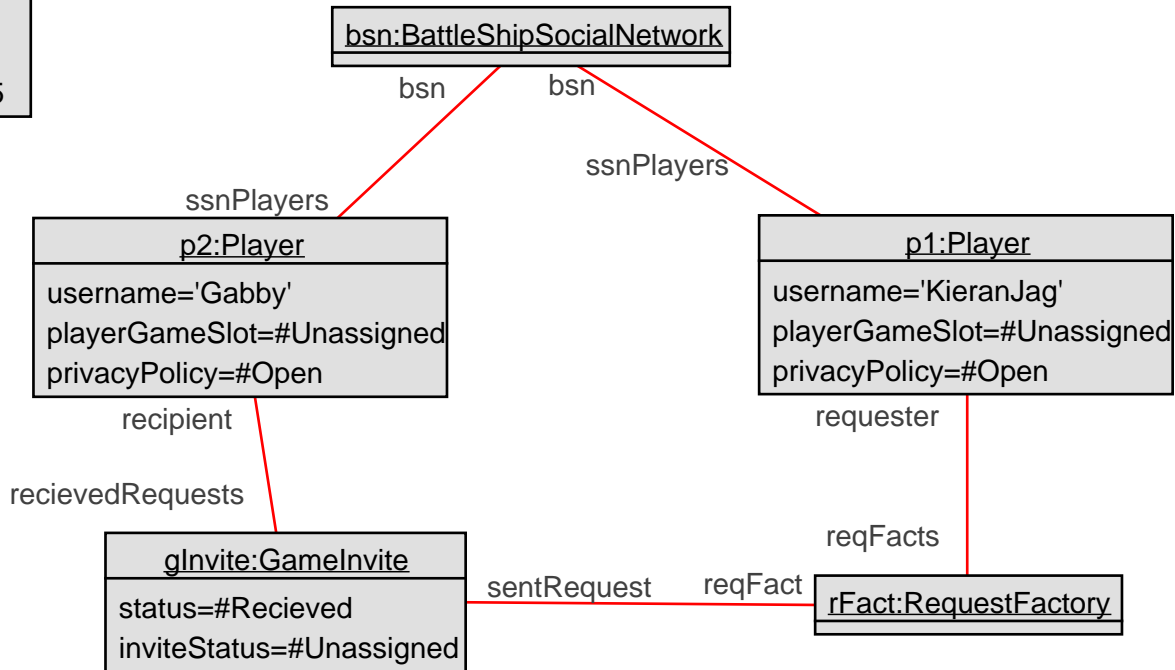 bsn:BattleShipSocialNetwork
5
bsn
bsn
ssnPlayers
ssnPlayers
p2:Player
username='Gabby'
playerGameSlot=#Unassigned
privacyPolicy=#Open
p1:Player
username='KieranJag'
playerGameSlot=#Unassigned
privacyPolicy=#Open
recipient
requester
recievedRequests
reqFacts
gInvite:GameInvite
status=#Recieved
inviteStatus=#Unassigned
sentRequest
reqFact
rFact:RequestFactory